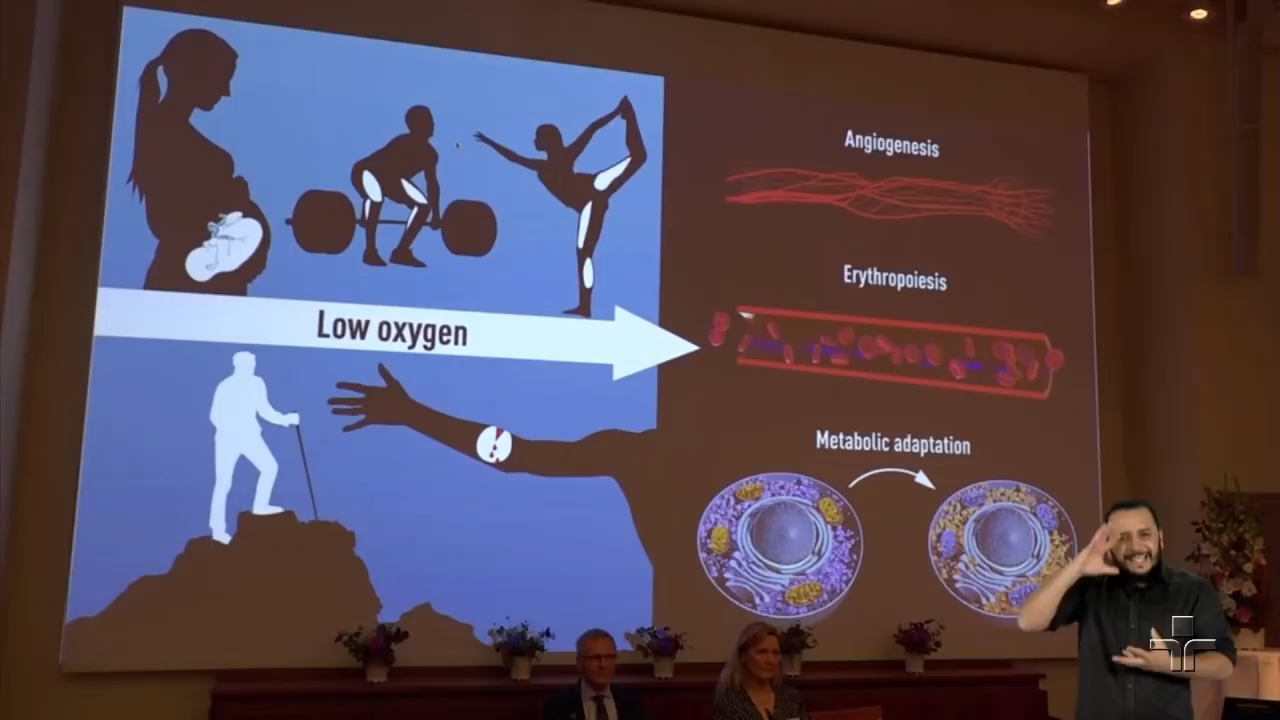 Low oxygen
Angiogenesis
Erythropoiesis
Metabolic adaptation